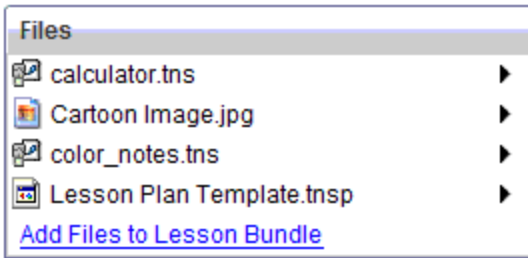 Files
calculator.tns
Cartoon Image.jpg
color_notes.tns
Lesson Plan Template.tnsp
Add Files to Lesson Bundle